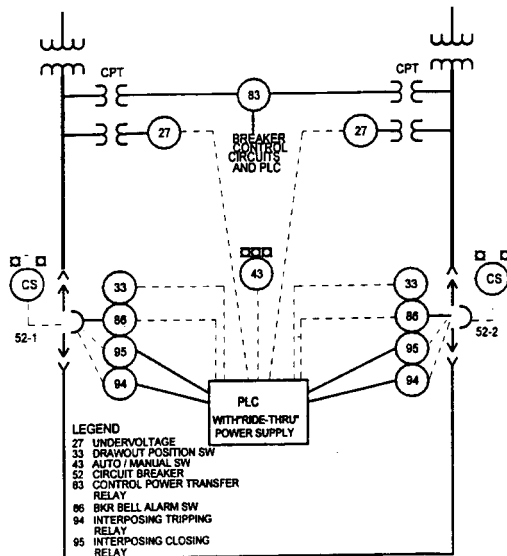 CPT
CPT
83
27
27
BREAKER
CONTROL
CIRCUITS
AND PLC
43
CS
CS
33
33
86
86
52-1
52-2
95
95
94
94
PLC
WITH"RIDE-THRU"
POWER SUPPLY
LEGEND
27 UNDERVOLTAGE
33 DRAWOUT POSITION SW
43 AUTO / MANUAL SW
52 CIRCUIT BREAKER
83 CONTROL POWER TRANSFER
RELAY
86 BKR BELL ALARM SW
94 INTERPOSING TRIPPING
RELAY
95 INTERPOSING CLOSING
RELAY